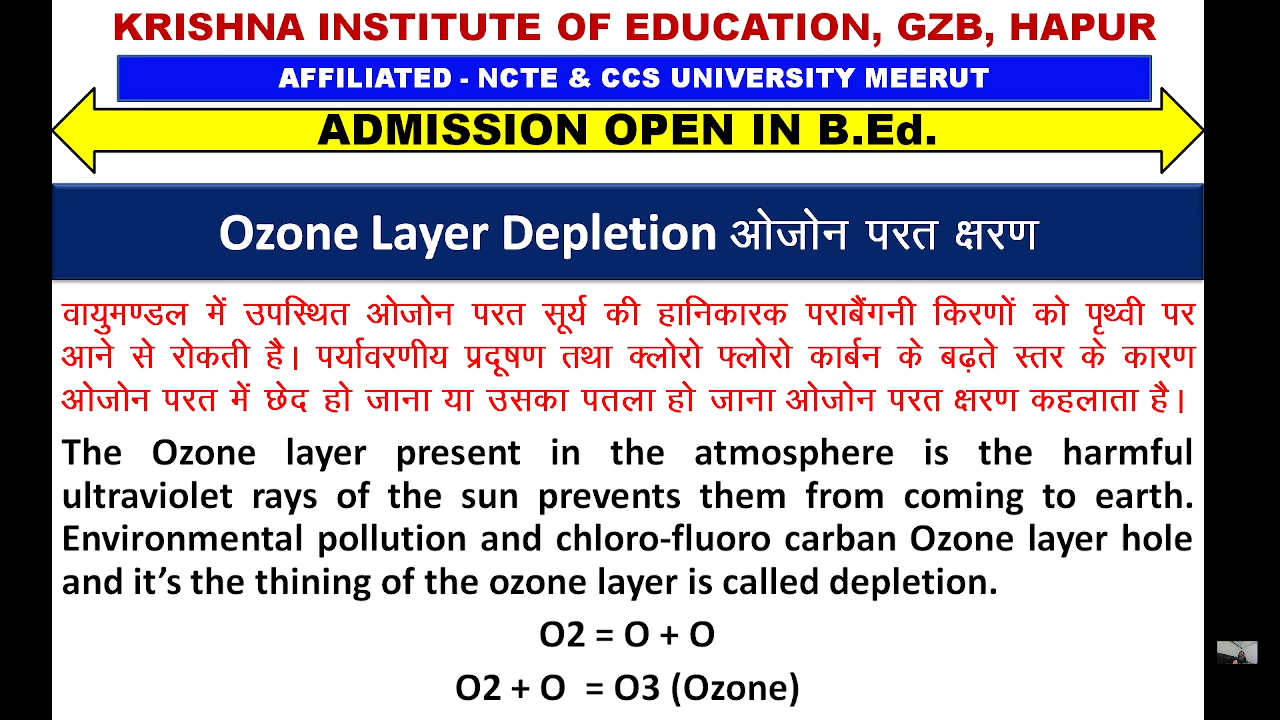 KRISHNA INSTITUTE OF EDUCATION, GZB, HAPUR
AFFILIATED - NCTE & CCS UNIVERSITY MEERUT
ADMISSION OPEN IN B.Ed.
Ozone Layer Depletion ओजोन परत क्षरण
वायुमण्डल में उपस्थित ओजोन परत सूर्य की हानिकारक पराबैंगनी किरणों को पृथ्वी पर
आने से रोकती है। पर्यावरणीय प्रदूषण तथा क्लोरो फ्लोरो कार्बन के बढ़ते स्तर के कारण
ओजोन परत में छेद हो जाना या उसका पतला हो जाना ओजोन परत क्षरण कहलाता है।
The Ozone layer present in the atmosphere is the harmful
ultraviolet rays of the sun prevents them from coming to earth.
Environmental pollution and chloro-fluoro carban Ozone layer hole
and it’s the thining of the ozone layer is called depletion.
O2 = O + O
O2 + O = O3 (Ozone)